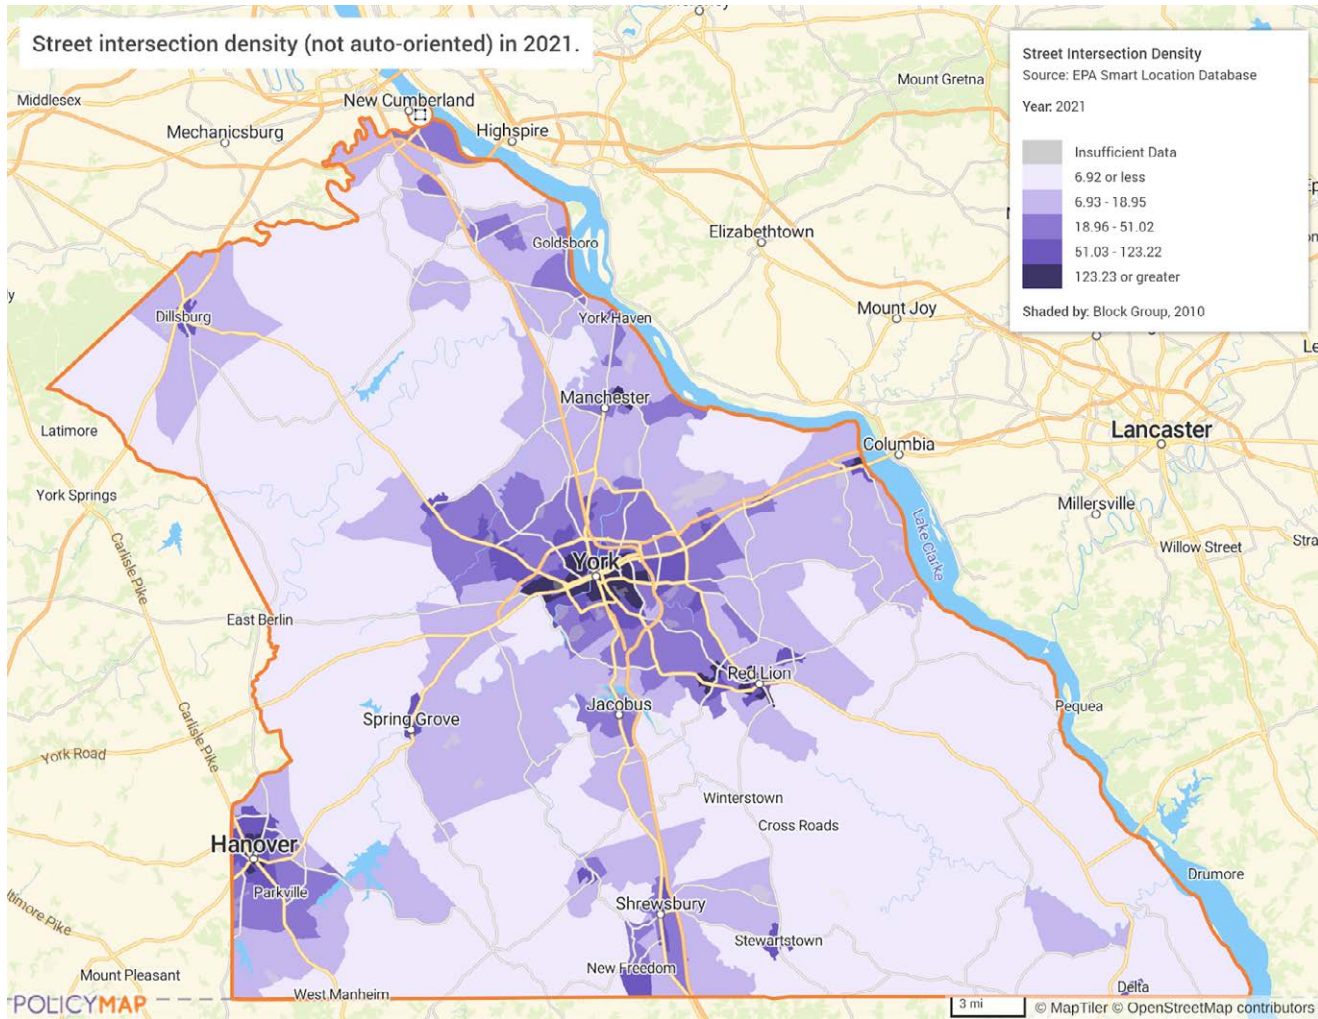 Street intersection density (not auto-oriented) in 2021.
Street Intersection Density
Source: EPA Smart Location Database
Year: 2021
Insufficient Data
6.92 or less
6.93 - 18.95
18.96 - 51.02
51.03 - 123.22
123.23 or greater
Shaded by: Block Group, 2010
Mount Gretna
Middlesex
New Cumberland
Mechanicsburg
Highspire
Elizabethtown
Goldsboro
Mount Joy
Dillsburg
York Haven
Manchester
Latimore
Columbia
Lancaster
York Springs
Millersville
Willow Street
Lake Clarke
Carlisle Pike
York
East Berlin
Red Lion
Jacobus
Pequea
Spring Grove
Carlisle Pike
York Road
Winterstown
Cross Roads
Hanover
Drumore
Parkville
Shrewsbury
Stewartstown
New Freedom
Mount Pleasant
West Manheim
Delta
POLICYMAP
3 mi
© MapTiler © OpenStreetMap contributors